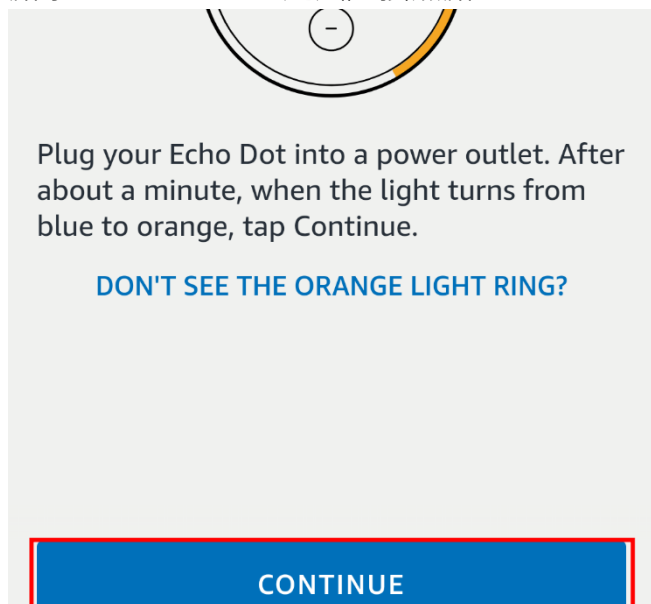 Plug your Echo Dot into a power outlet. After
about a minute, when the light turns from
blue to orange, tap Continue.
DON'T SEE THE ORANGE LIGHT RING?
CONTINUE